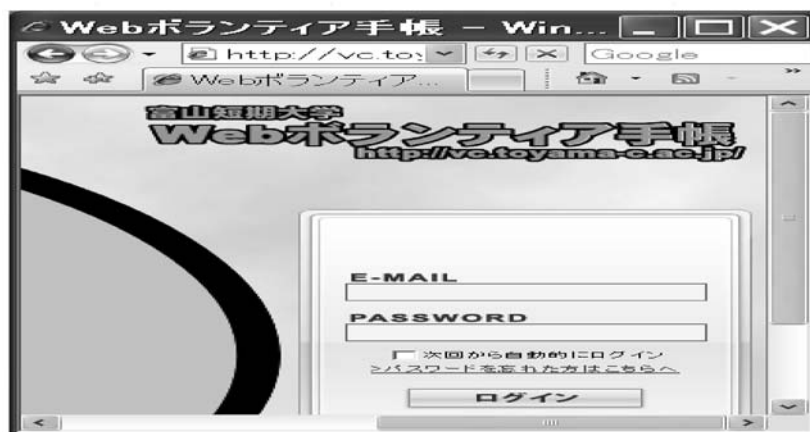 Webボランティア手帳 - Win...
http://vc.to:
Google
Webボランティア...
富山短期大学
Webボランティア手帳
http://vc.toyama-c.ac.jp/
E-MAIL
PASSWORD
次回から自動的にログイン
>パスワードを忘れた方はこちらへ
ログイン